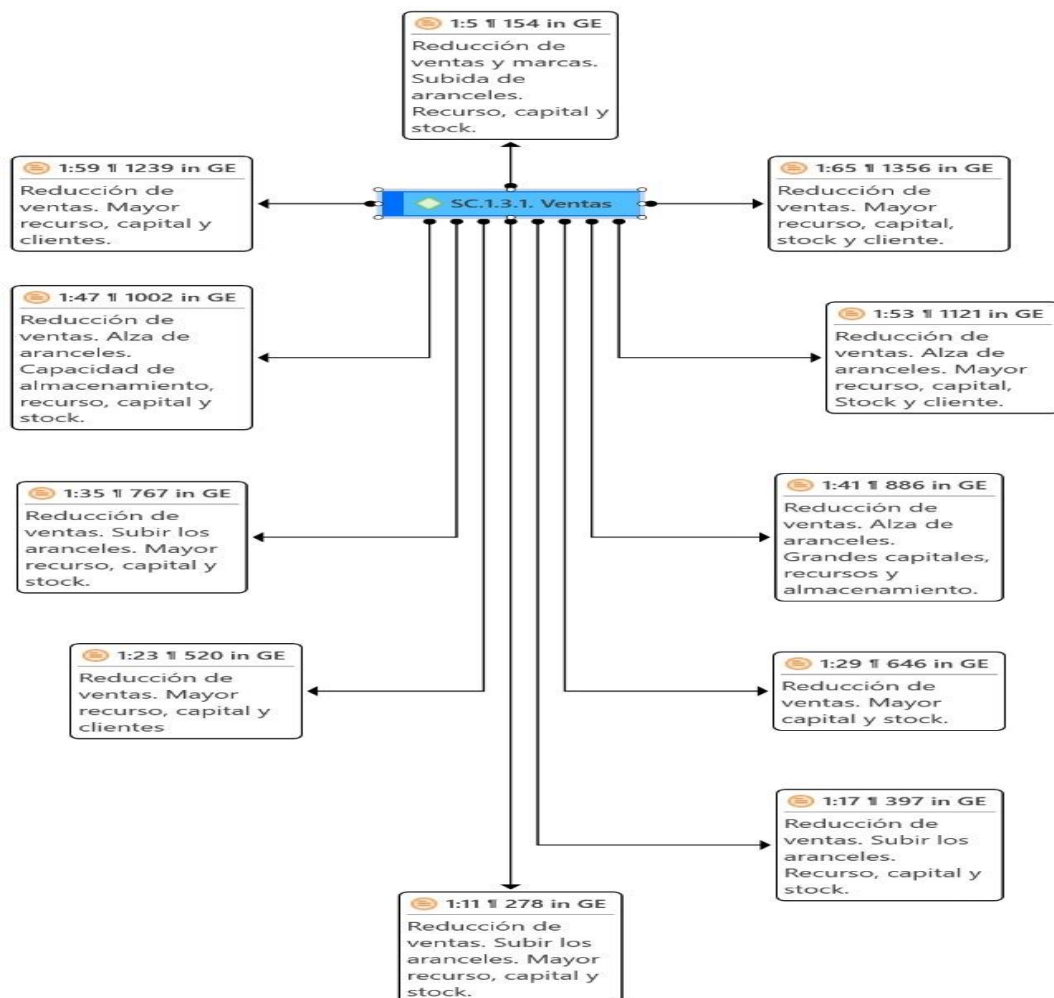 1:5 ¶ 154 in GE
Reducción de
ventas y marcas.
Subida de
aranceles.
Recurso, capital y
stock.
1:59 ¶ 1239 in GE
Reducción de
ventas. Mayor
recurso, capital y
clientes.
SC.1.3.1. Ventas
1:65 ¶ 1356 in GE
Reducción de
ventas. Mayor
recurso, capital,
stock y cliente.
1:47 ¶ 1002 in GE
Reducción de
ventas. Alza de
aranceles.
Capacidad de
almacenamiento,
recurso, capital y
stock.
1:53 ¶ 1121 in GE
Reducción de
ventas. Alza de
aranceles. Mayor
recurso, capital,
Stock y cliente.
1:35 ¶ 767 in GE
Reducción de
ventas. Subir los
aranceles. Mayor
recurso, capital y
stock.
1:41 ¶ 886 in GE
Reducción de
ventas. Alza de
aranceles.
Grandes capitales,
recursos y
almacenamiento.
1:23 ¶ 520 in GE
Reducción de
ventas. Mayor
recurso, capital y
clientes
1:29 ¶ 646 in GE
Reducción de
ventas. Mayor
capital y stock.
1:17 ¶ 397 in GE
Reducción de
ventas. Subir los
aranceles.
Recurso, capital y
stock.
1:11 ¶ 278 in GE
Reducción de
ventas. Subir los
aranceles. Mayor
recurso, capital y
stock.